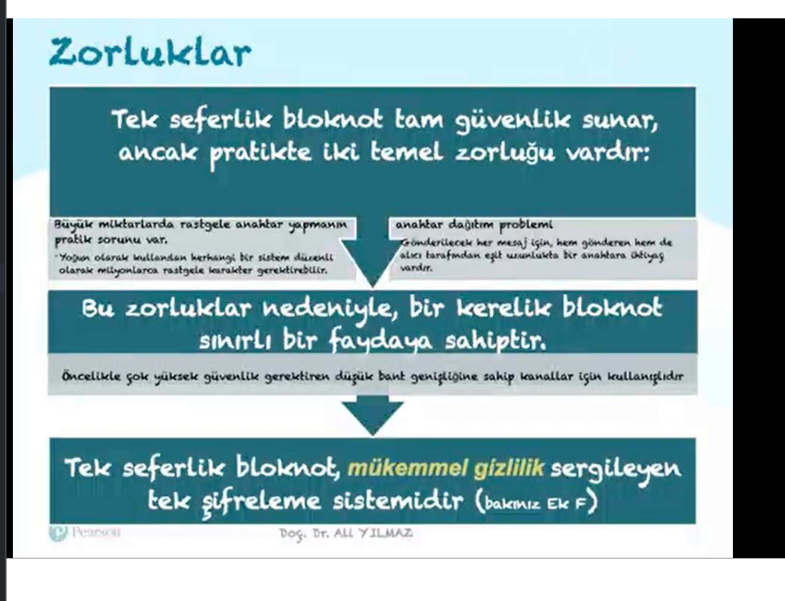 Zorluklar
Tek seferlik bloknot tam güvenlik sunar,
ancak pratikte iki temel zorluğu vardır:
Büyük miktarlarda rastgele anahtar yapmanın
pratik sorunu var.
•Yoğun olarak kullanılan herhangi bir sistem düzenli
olarak milyonlarca rastgele karakter gerektirebilir.
anahtar dağıtım problemi
•Gönderilecek her mesaj için, hem gönderen hem de
alıcı tarafından eşit uzunlukta bir anahtara ihtiyaç
vardır.
Bu zorluklar nedeniyle, bir kerelik bloknot
sınırlı bir faydaya sahiptir.
Öncelikle çok yüksek güvenlik gerektiren düşük bant genişliğine sahip kanallar için kullanışlıdır
Tek seferlik bloknot, mükemmel gizlilik sergileyen
tek şifreleme sistemidir (bakınız Ek F)
Pearson
Doç. Dr. Ali YILMAZ